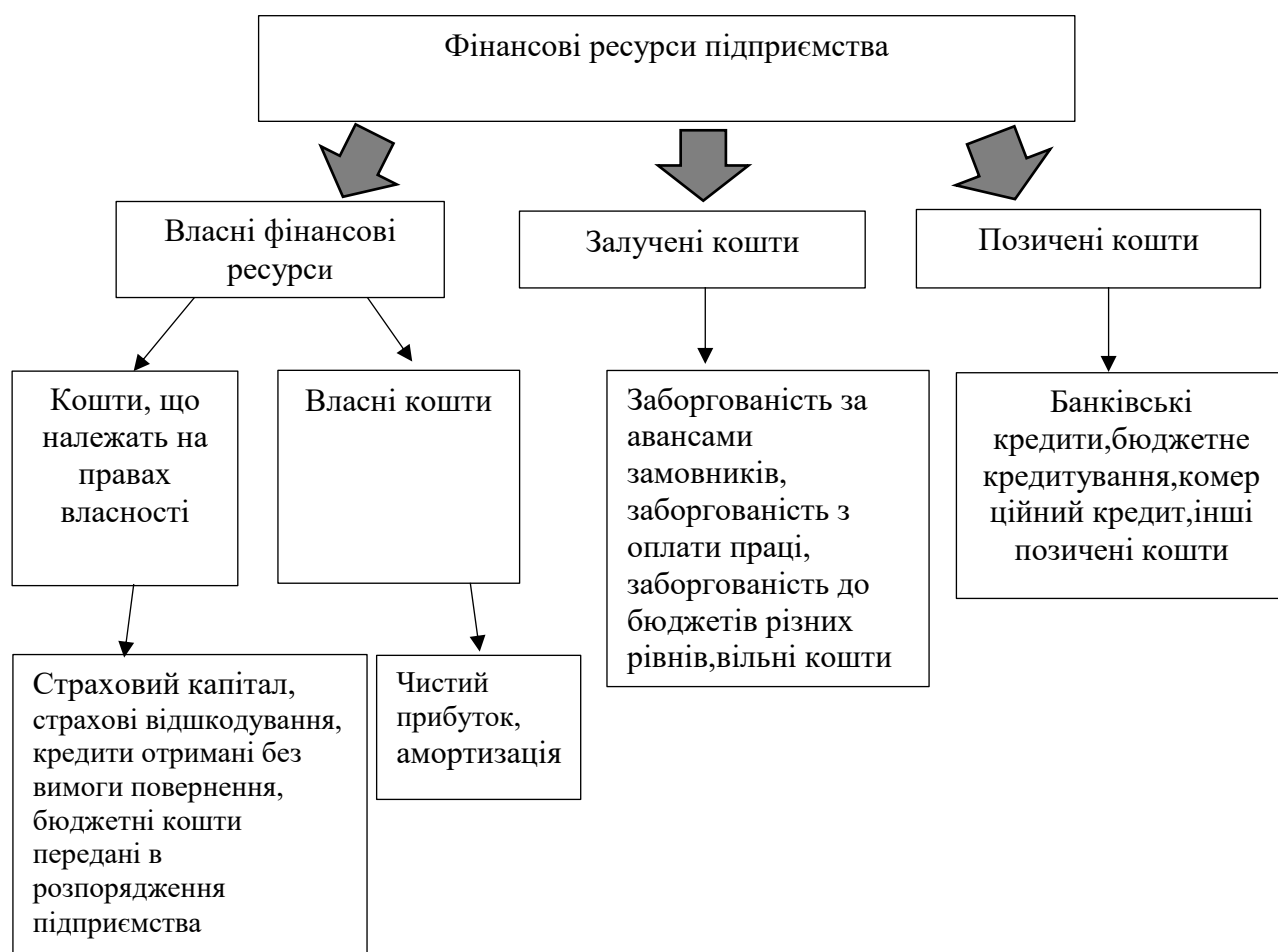 Фінансові ресурси підприємства
Власні фінансові
ресурси
Залучені кошти
Позичені кошти
Кошти, що
належать на
правах
власності
Власні кошти
Заборгованість за
авансами
замовників,
заборгованість з
оплати праці,
заборгованість до
бюджетів різних
рівнів,вільні кошти
Банківські
кредити,бюджетне
кредитування,комер
ційний кредит,інші
позичені кошти
Страховий капітал,
страхові відшкодування,
кредити отримані без
вимоги повернення,
бюджетні кошти
передані в
розпорядження
підприємства
Чистий
прибуток,
амортизація